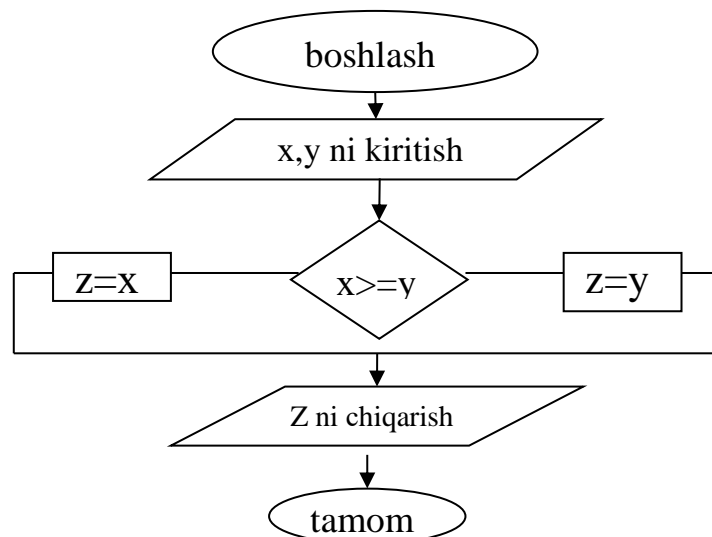 boshlash
x,y ni kiritish
z=x
x>=y
z=y
Z ni chiqarish
tamom